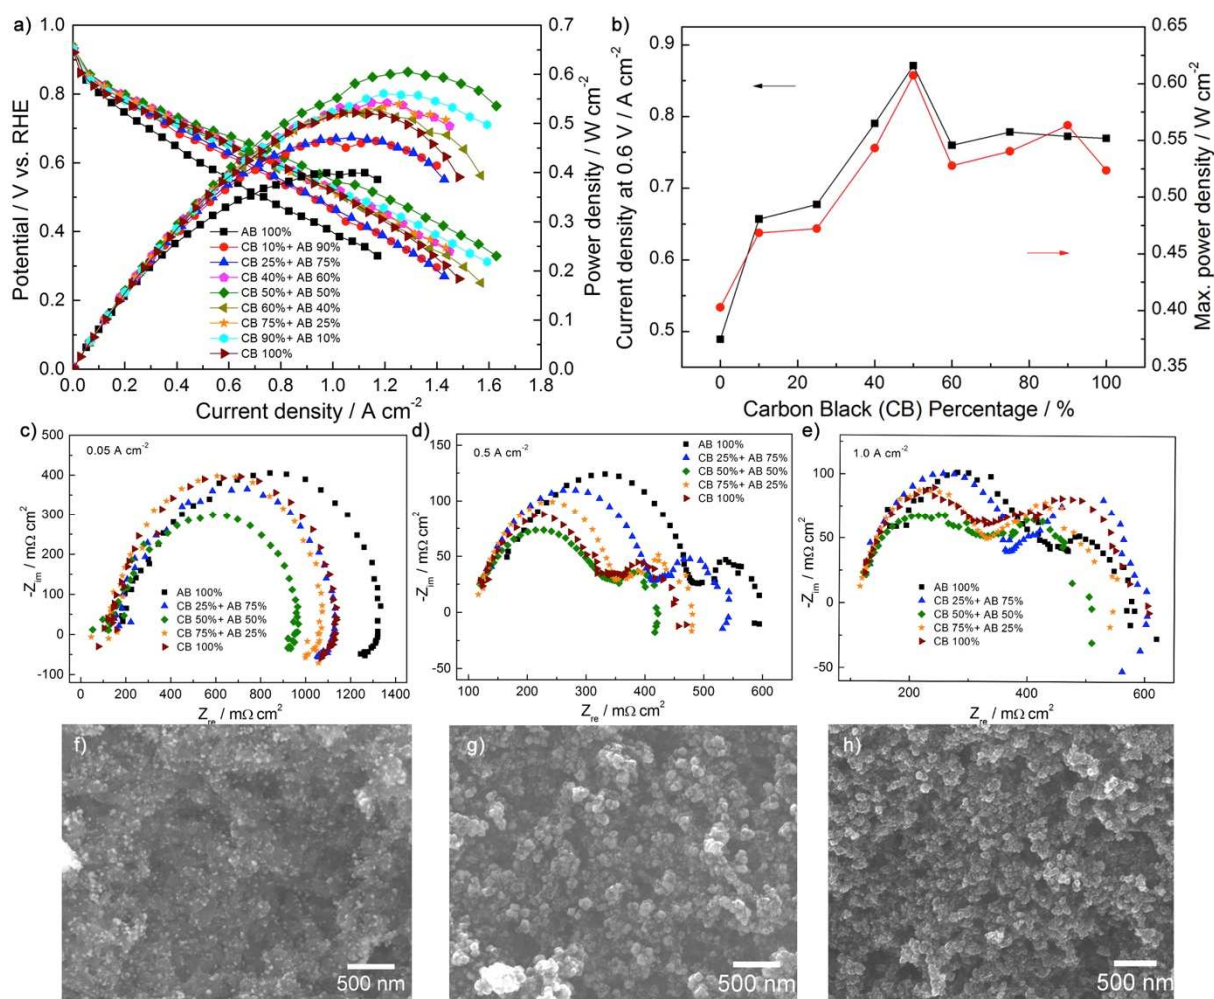 a)
Potential / V vs. RHE
1.0
0.8
0.6
0.4
0.2
0.0
0.0 0.2 0.4 0.6 0.8 1.0 1.2 1.4 1.6 1.8
Current density / A cm-2
0.7
0.6
0.5
0.4
0.3
0.2
0.1
0.0
Power density / W cm-2
AB 100%
CB 10%+ AB 90%
CB 25%+ AB 75%
CB 40%+ AB 60%
CB 50%+ AB 50%
CB 60%+ AB 40%
CB 75%+ AB 25%
CB 90%+ AB 10%
CB 100%
b)
Current density at 0.6 V / A cm-2
0.9
0.8
0.7
0.6
0.5
0 20 40 60 80 100
Carbon Black (CB) Percentage / %
0.65
0.60
0.55
0.50
0.45
0.40
0.35
Max. power density / W cm-2
c)
0.05 A cm-2
-Zim / mΩ cm2
500
400
300
200
100
0
-100
0 200 400 600 800 1000 1200 1400
Zre / mΩ cm2
AB 100%
CB 25%+ AB 75%
CB 50%+ AB 50%
CB 75%+ AB 25%
CB 100%
d)
0.5 A cm-2
-Zim / mΩ cm2
150
100
50
0
-50
100 200 300 400 500 600
Zre / mΩ cm2
AB 100%
CB 25%+ AB 75%
CB 50%+ AB 50%
CB 75%+ AB 25%
CB 100%
e)
1.0 A cm-2
-Zim / mΩ cm2
100
50
0
-50
200 400 600
Zre / mΩ cm2
AB 100%
CB 25%+ AB 75%
CB 50%+ AB 50%
CB 75%+ AB 25%
CB 100%
f)
500 nm
g)
500 nm
h)
500 nm